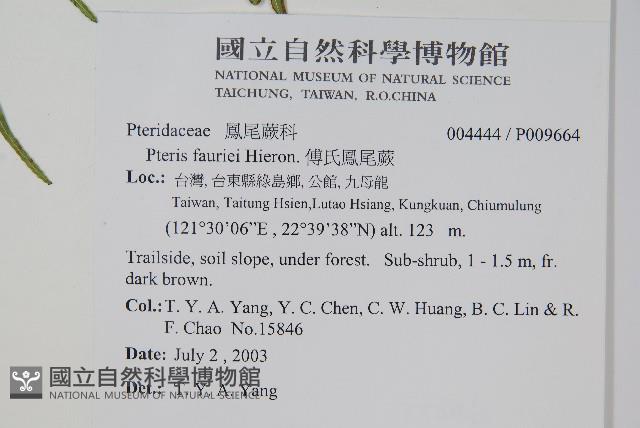 國立自然科學博物館
NATIONAL MUSEUM OF NATURAL SCIENCE
TAICHUNG, TAIWAN, R.O.CHINA
Pteridaceae 鳳尾蕨科 004444 / P009664
Pteris fauriei Hieron. 傅氏鳳尾蕨
Loc.: 台灣, 台東縣綠島鄉, 公館, 九母龍
Taiwan, Taitung Hsien,Lutao Hsiang, Kungkuan, Chiumulung
(121°30'06”E , 22°39'38”N) alt. 123 m.
Trailside, soil slope, under forest. Sub-shrub, 1 - 1.5 m, fr.
dark brown.
Col.:T. Y. A. Yang, Y. C. Chen, C. W. Huang, B. C. Lin & R.
F. Chao No.15846
Date: July 2 , 2003
國立自然科學博物館
NATIONAL MUSEUM OF NATURAL SCIENCE
Det.: T. Y. A. Yang